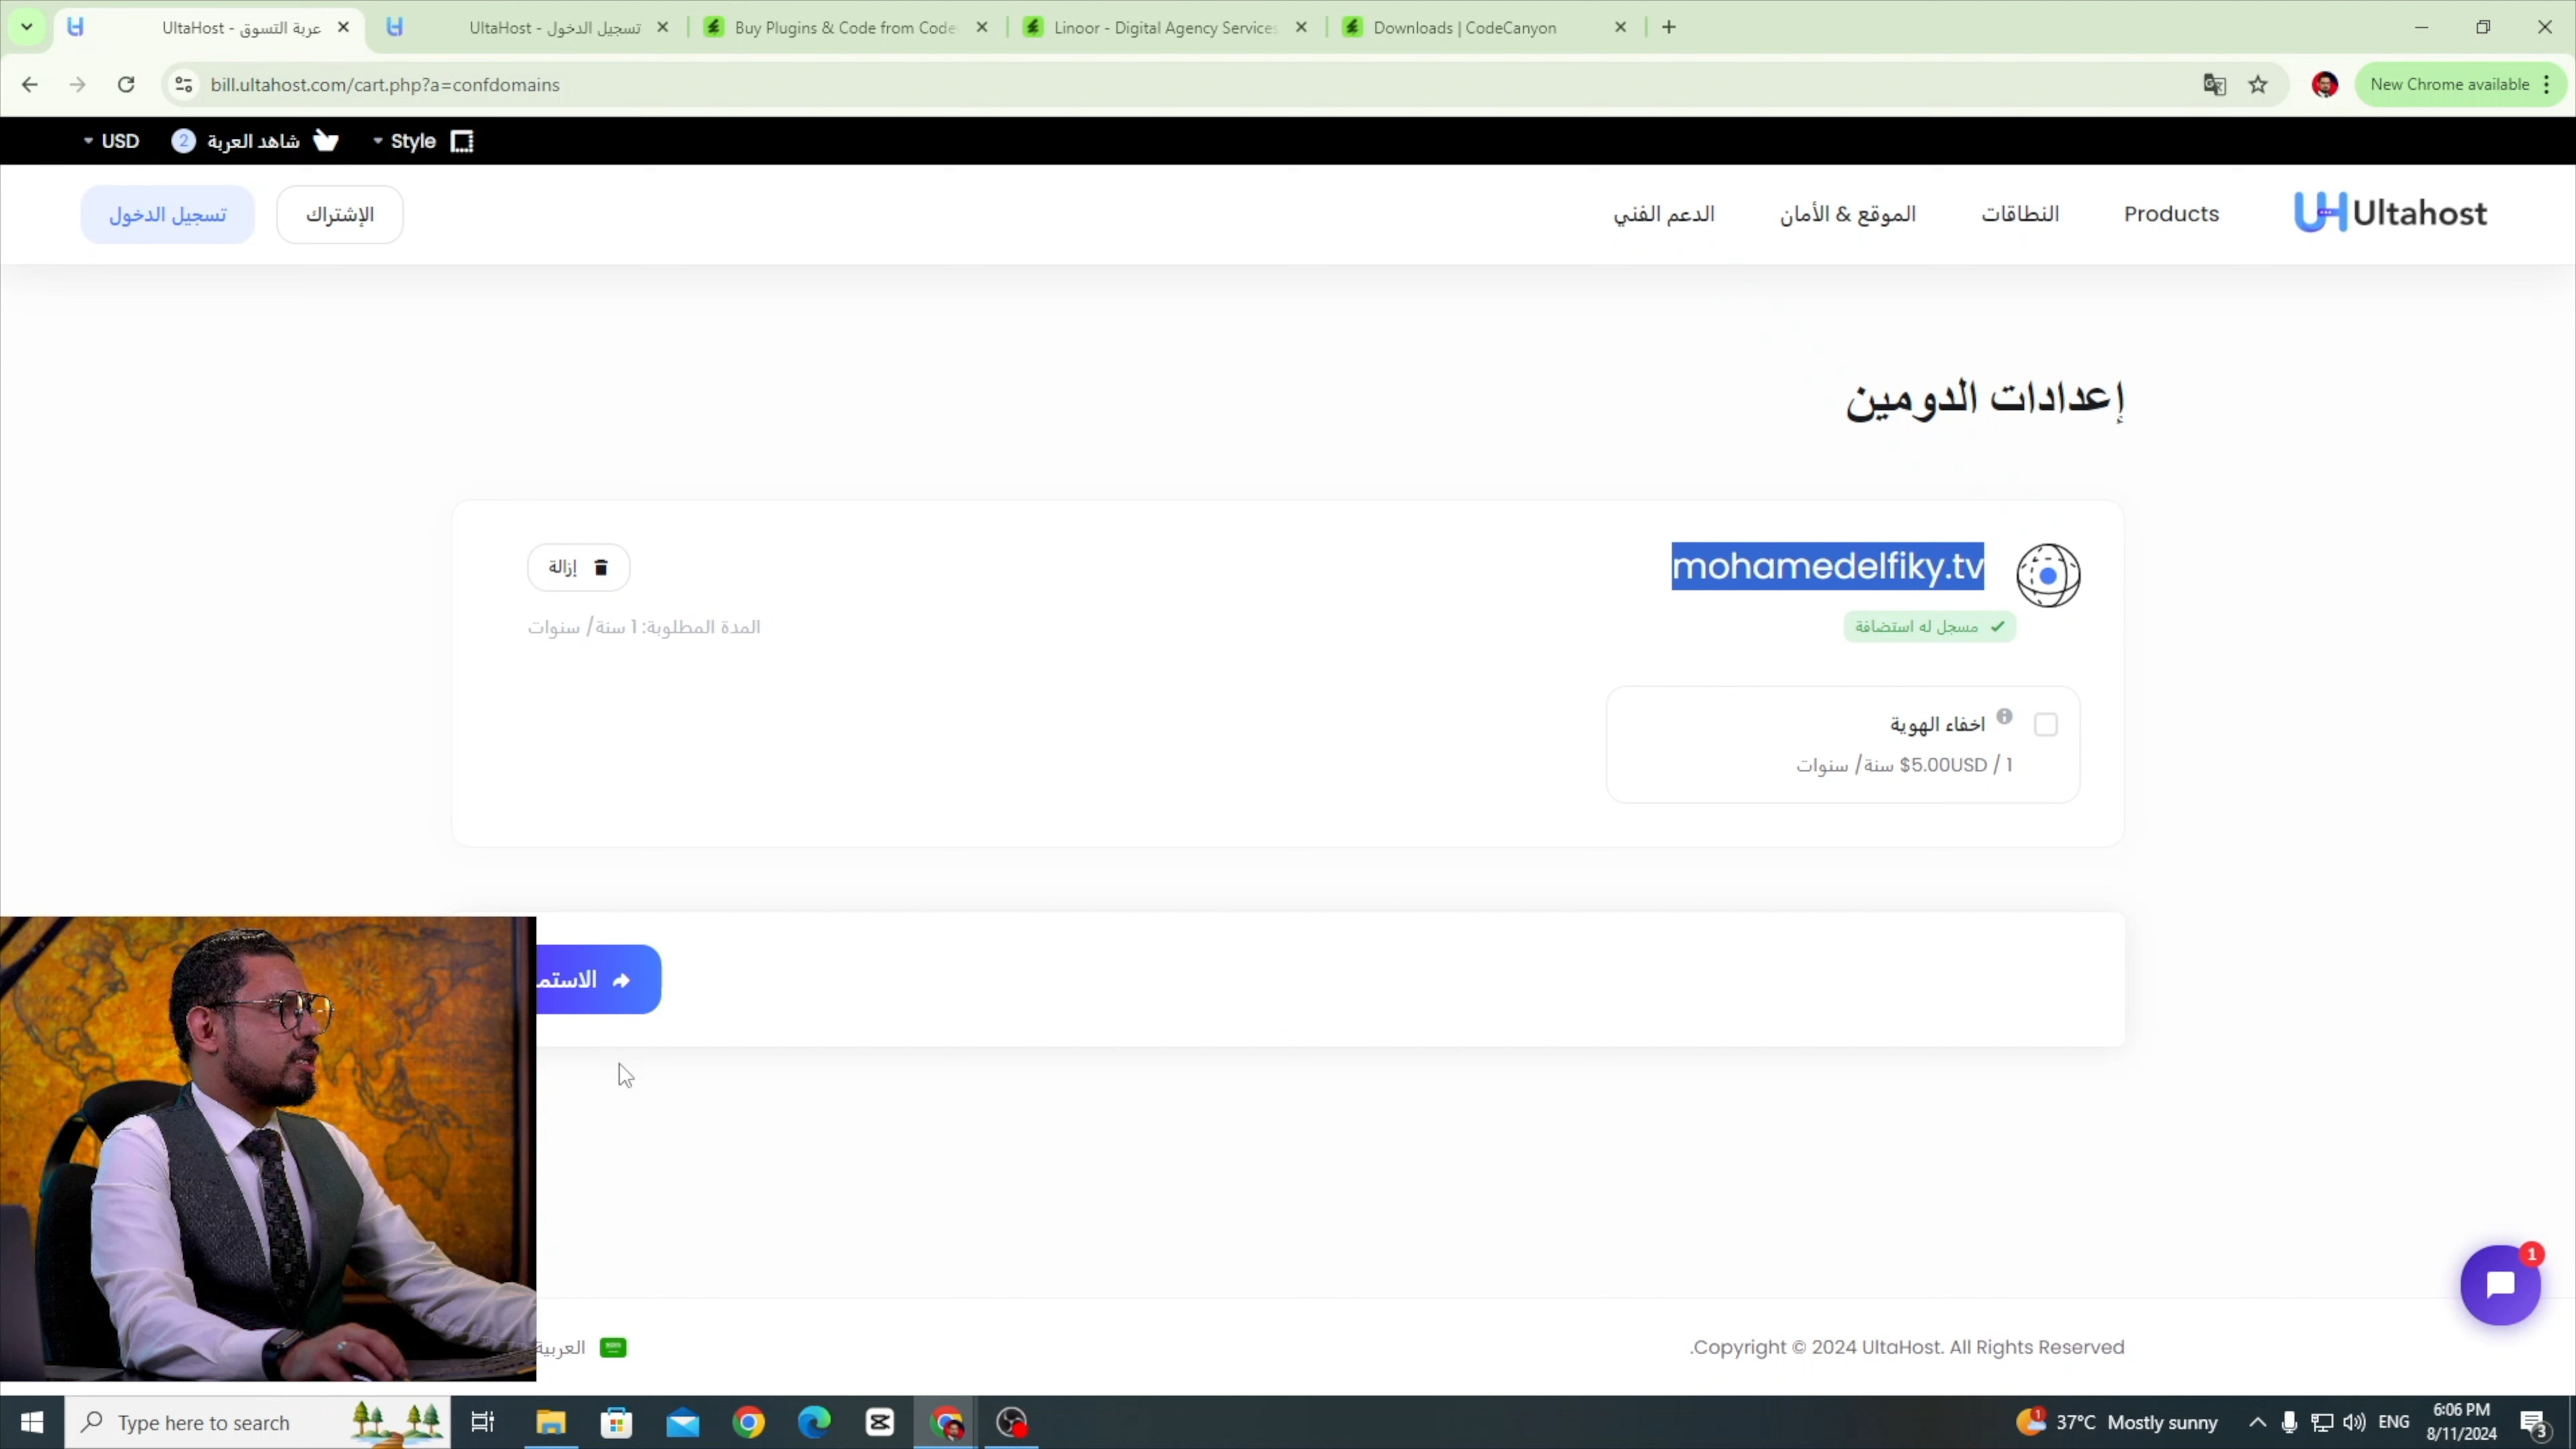 UltaHost - عربة التسوق
UltaHost - تسجيل الدخول
Buy Plugins & Code from Code
Linoor - Digital Agency Services
Downloads | CodeCanyon
bill.ultahost.com/cart.php?a=confdomains
New Chrome available
USD
2 شاهد العربة
Style
تسجيل الدخول
الإشتراك
الدعم الفني
الموقع & الأمان
النطاقات
Products
Ultahost
إعدادات الدومين
mohamedelfiky.tv
إزالة
مسجل له استضافة
المدة المطلوبة: 1 سنة/ سنوات
اخفاء الهوية
$5.00USD / 1 سنة/ سنوات
الاستم
1
العربية
.Copyright © 2024 UltaHost. All Rights Reserved
Type here to search
1
37°C Mostly sunny
ENG
6:06 PM
8/11/2024
3